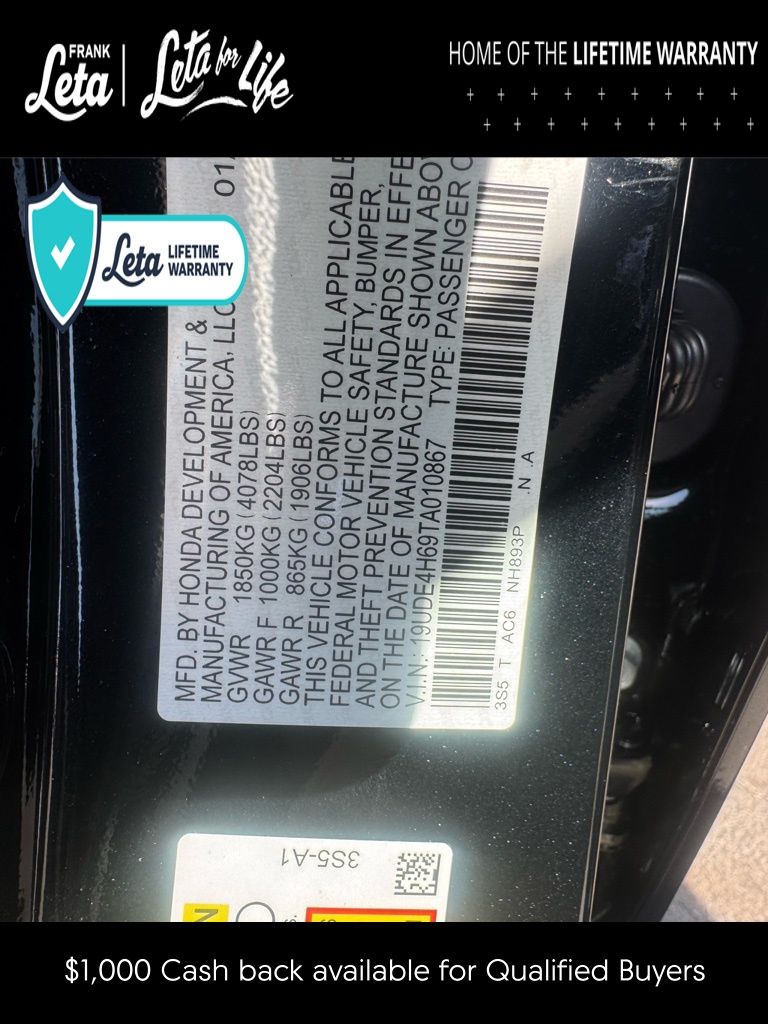 FRANK
Leta
Leta for Life
HOME OF THE LIFETIME WARRANTY
Leta LIFETIME
WARRANTY
MFD. BY HONDA DEVELOPMENT &
MANUFACTURING OF AMERICA, LLC
01/
GVWR 1850KG (4078LBS)
GAWR F 1000KG (2204LBS)
GAWR R 865KG (1906LBS)
THIS VEHICLE CONFORMS TO ALL APPLICABLE
FEDERAL MOTOR VEHICLE SAFETY, BUMPER,
AND THEFT PREVENTION STANDARDS IN EFFE
ON THE DATE OF MANUFACTURE SHOWN ABOV
V.I.N.: 19UDE4H69TA010867 TYPE: PASSENGER C
3S5 T AC6 NH893P .N .A
3S5-A1
$1,000 Cash back available for Qualified Buyers